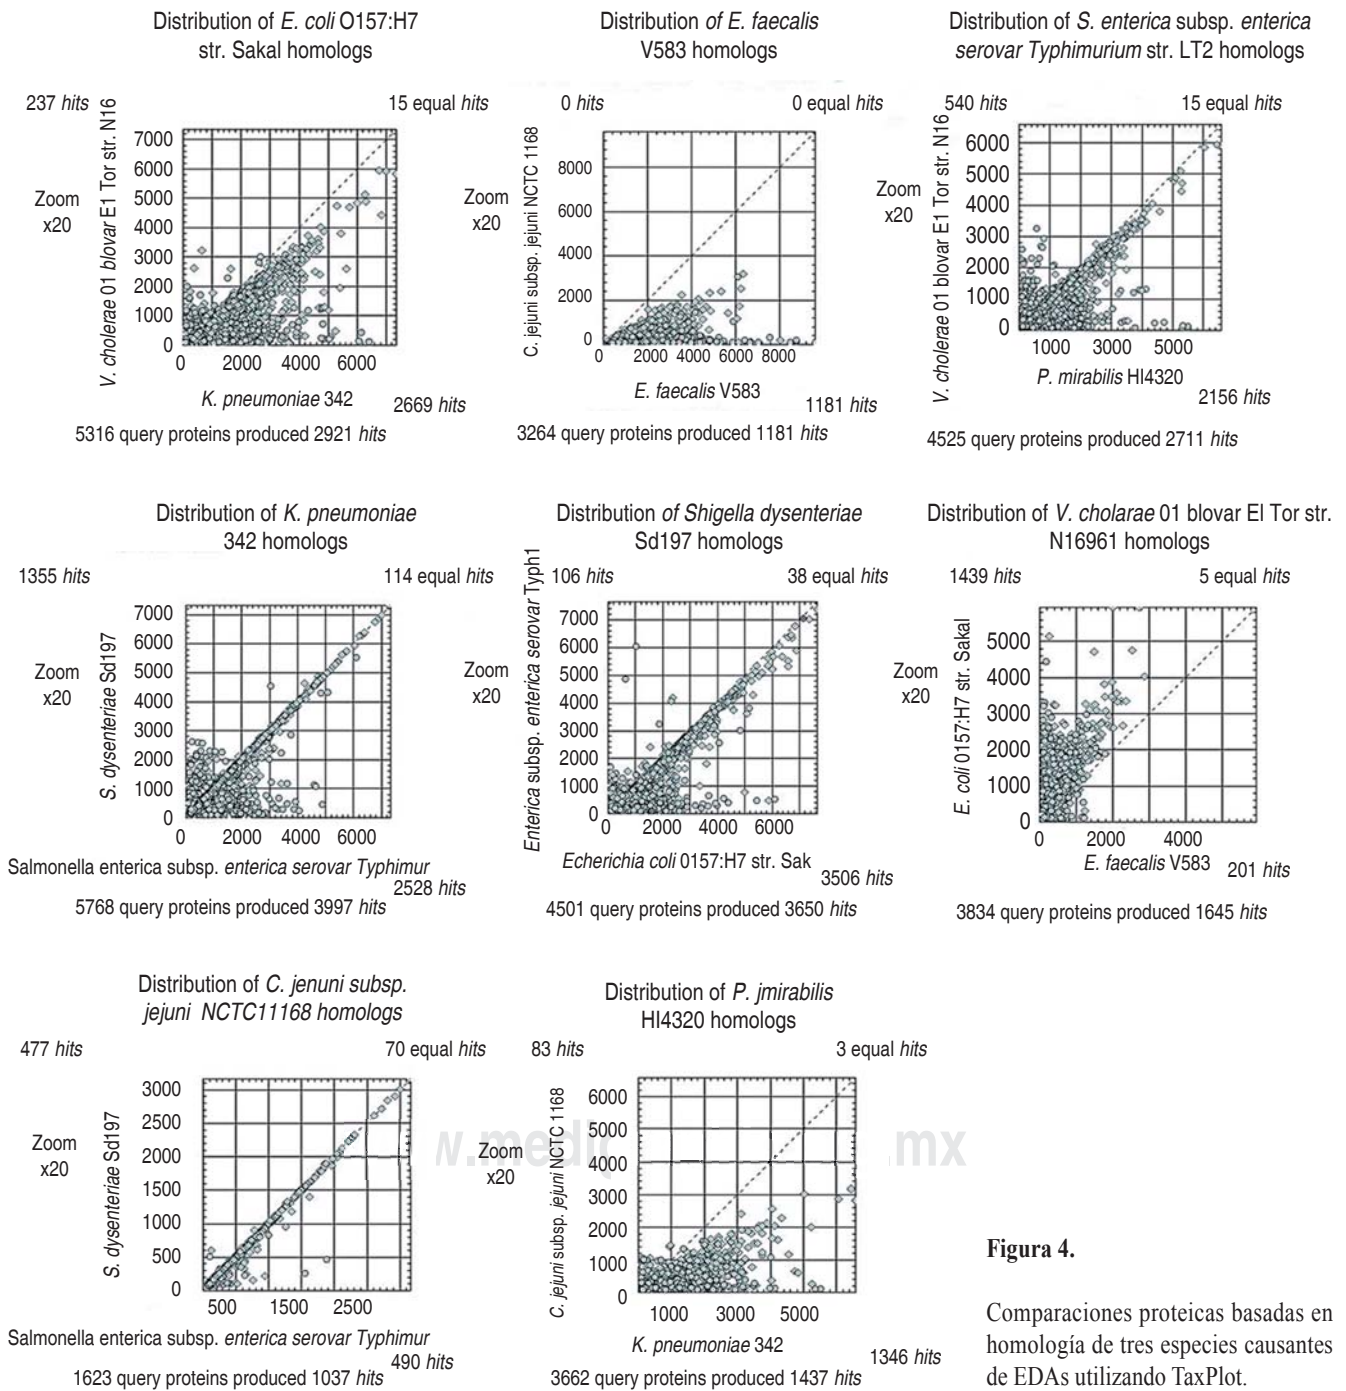 Distribution of E. coli O157:H7
str. Sakal homologs
237 hits
15 equal hits
Zoom
x20
V. cholerae 01 blovar E1 Tor str. N16
7000
6000
5000
4000
3000
2000
1000
0
0
2000
4000
6000
K. pneumoniae 342
2669 hits
5316 query proteins produced 2921 hits
Distribution of E. faecalis
V583 homologs
0 hits
0 equal hits
Zoom
x20
C. jejuni subsp. jejuni NCTC 1168
8000
6000
4000
2000
0
0
2000
4000
6000
8000
E. faecalis V583
1181 hits
3264 query proteins produced 1181 hits
Distribution of S. enterica subsp. enterica
serovar Typhimurium str. LT2 homologs
540 hits
15 equal hits
Zoom
x20
V. cholerae 01 blovar E1 Tor str. N16
6000
5000
4000
3000
2000
1000
0
1000
3000
5000
P. mirabilis HI4320
2156 hits
4525 query proteins produced 2711 hits
Distribution of K. pneumoniae
342 homologs
1355 hits
114 equal hits
Zoom
x20
S. dysenteriae Sd197
7000
6000
5000
4000
3000
2000
1000
0
0
2000
4000
6000
Salmonella enterica subsp. enterica serovar Typhimur
2528 hits
5768 query proteins produced 3997 hits
Distribution of Shigella dysenteriae
Sd197 homologs
106 hits
38 equal hits
Zoom
x20
Enterica subsp. enterica serovar Typh1
7000
6000
5000
4000
3000
2000
1000
0
0
2000
4000
6000
Echerichia coli 0157:H7 str. Sak
3506 hits
4501 query proteins produced 3650 hits
Distribution of V. cholarae 01 blovar El Tor str.
N16961 homologs
1439 hits
5 equal hits
Zoom
x20
E. coli 0157:H7 str. Sakal
5000
4000
3000
2000
1000
0
0
2000
4000
E. faecalis V583
201 hits
3834 query proteins produced 1645 hits
Distribution of C. jenuni subsp.
jejuni NCTC11168 homologs
477 hits
70 equal hits
Zoom
x20
S. dysenteriae Sd197
3000
2500
2000
1500
1000
500
0
500
1500
2500
Salmonella enterica subsp. enterica serovar Typhimur
490 hits
1623 query proteins produced 1037 hits
Distribution of P. jmirabilis
HI4320 homologs
83 hits
3 equal hits
Zoom
x20
C. jejuni subsp. jejuni NCTC 1168
6000
5000
4000
3000
2000
1000
0
1000
3000
5000
K. pneumoniae 342
1346 hits
3662 query proteins produced 1437 hits
Figura 4.
Comparaciones proteicas basadas en
homología de tres especies causantes
de EDAs utilizando TaxPlot.